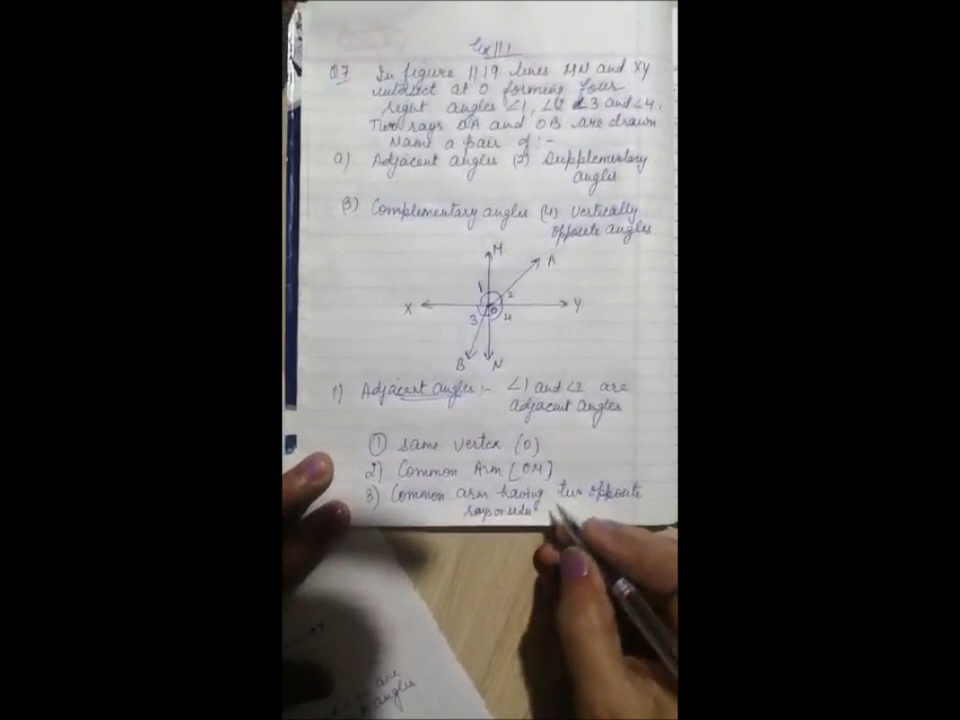 Ex 11.1
Q7 In figure 11.19 lines MN and XY
intersect at O forming four
right angles ∠1, ∠2 ∠3 and ∠4.
Two rays OA and OB are drawn
Name a pair of :-
a) Adjacent angles (2) Supplementary
angles
(3) Complementary angles (4) Vertically
opposite angles
M
A
1
2
X
O
Y
3
4
B
N
1) Adjacent angles :- ∠1 and ∠2 are
adjacent angles
① same vertex (O)
2) Common Arm [OM]
3) Common arm having two opposite
rays on
are
angles